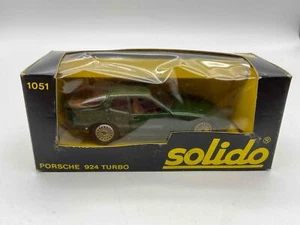 1051
PORSCHE 924 TURBO
solido
®